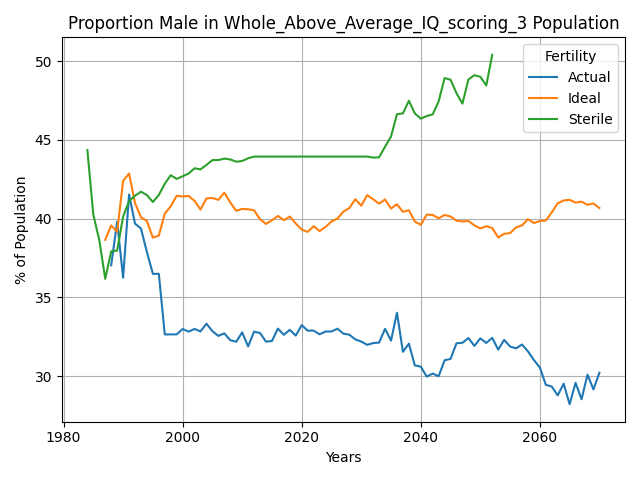 Proportion Male in Whole_Above_Average_IQ_scoring_3 Population
% of Population
50
45
40
35
30
Fertility
Actual
Ideal
Sterile
1980
2000
2020
2040
2060
Years